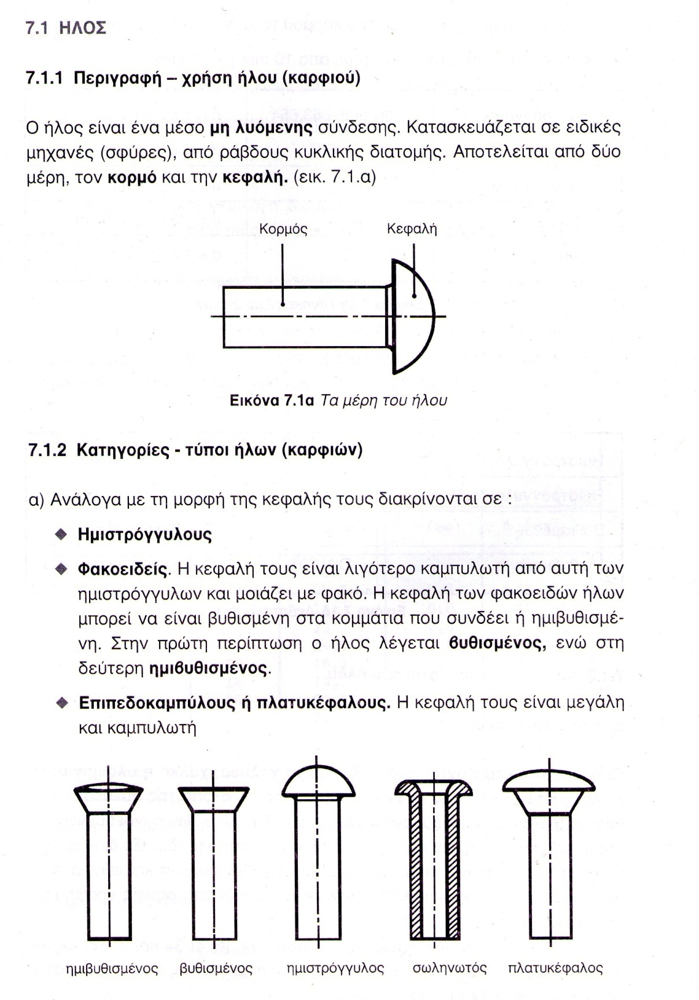 7.1 ΗΛΟΣ
7.1.1 Περιγραφή – χρήση ήλου (καρφιού)
Ο ήλος είναι ένα μέσο μη λυόμενης σύνδεσης. Κατασκευάζεται σε ειδικές
μηχανές (σφύρες), από ράβδους κυκλικής διατομής. Αποτελείται από δύο
μέρη, τον κορμό και την κεφαλή. (εικ. 7.1.α)
Κορμός Κεφαλή
Εικόνα 7.1α Τα μέρη του ήλου
7.1.2 Κατηγορίες - τύποι ήλων (καρφιών)
α) Ανάλογα με τη μορφή της κεφαλής τους διακρίνονται σε :
◆ Ημιστρόγγυλους
◆ Φακοειδείς. Η κεφαλή τους είναι λιγότερο καμπυλωτή από αυτή των
ημιστρόγγυλων και μοιάζει με φακό. Η κεφαλή των φακοειδών ήλων
μπορεί να είναι βυθισμένη στα κομμάτια που συνδέει ή ημιβυθισμέ-
νη. Στην πρώτη περίπτωση ο ήλος λέγεται βυθισμένος, ενώ στη
δεύτερη ημιβυθισμένος.
◆ Επιπεδοκαμπύλους ή πλατυκέφαλους. Η κεφαλή τους είναι μεγάλη
και καμπυλωτή
ημιβυθισμένος βυθισμένος ημιστρόγγυλος σωληνωτός πλατυκέφαλος